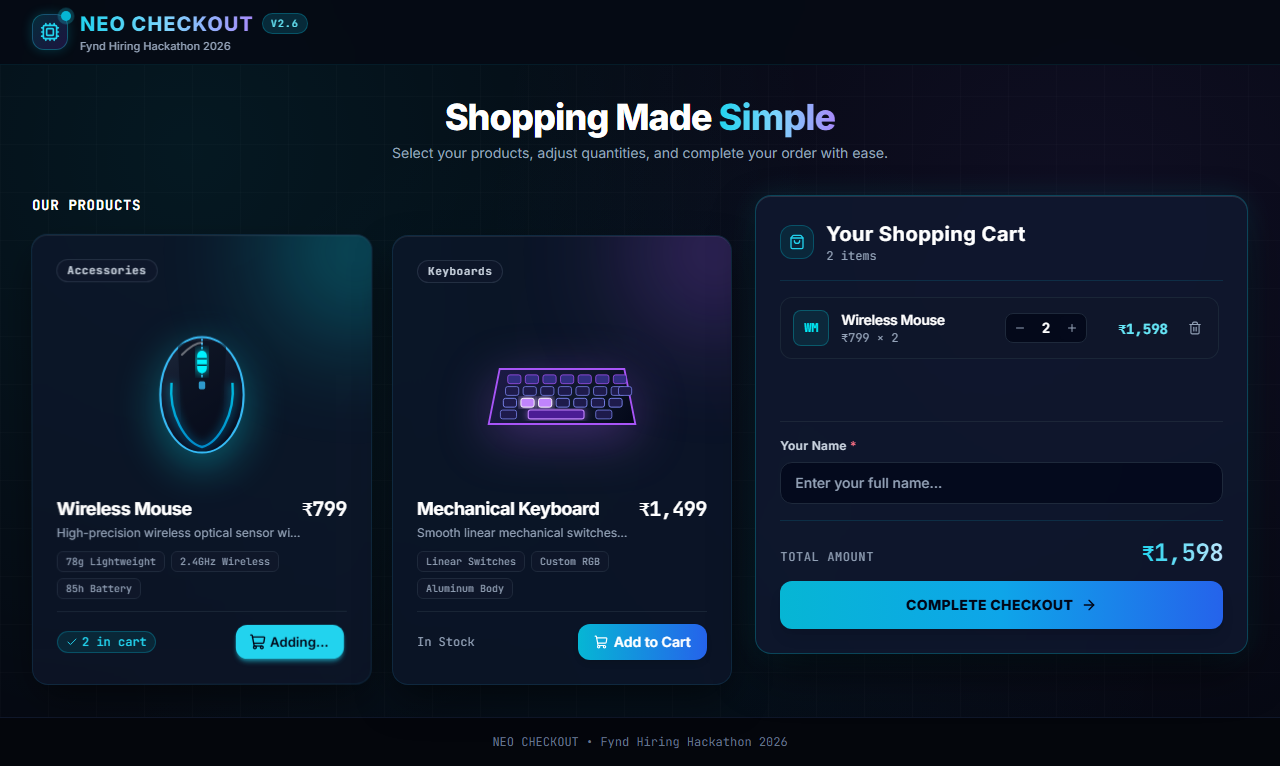 NEO CHECKOUT V2.6
Fynd Hiring Hackathon 2026
Shopping Made Simple
Select your products, adjust quantities, and complete your order with ease.
OUR PRODUCTS
Accessories
Wireless Mouse ₹799
High-precision wireless optical sensor wi...
78g Lightweight 2.4GHz Wireless
85h Battery
2 in cart Adding...
Keyboards
Mechanical Keyboard ₹1,499
Smooth linear mechanical switches...
Linear Switches Custom RGB
Aluminum Body
In Stock Add to Cart
Your Shopping Cart
2 items
WM Wireless Mouse − 2 + ₹1,598
₹799 × 2
Your Name *
Enter your full name...
TOTAL AMOUNT ₹1,598
COMPLETE CHECKOUT →
NEO CHECKOUT • Fynd Hiring Hackathon 2026